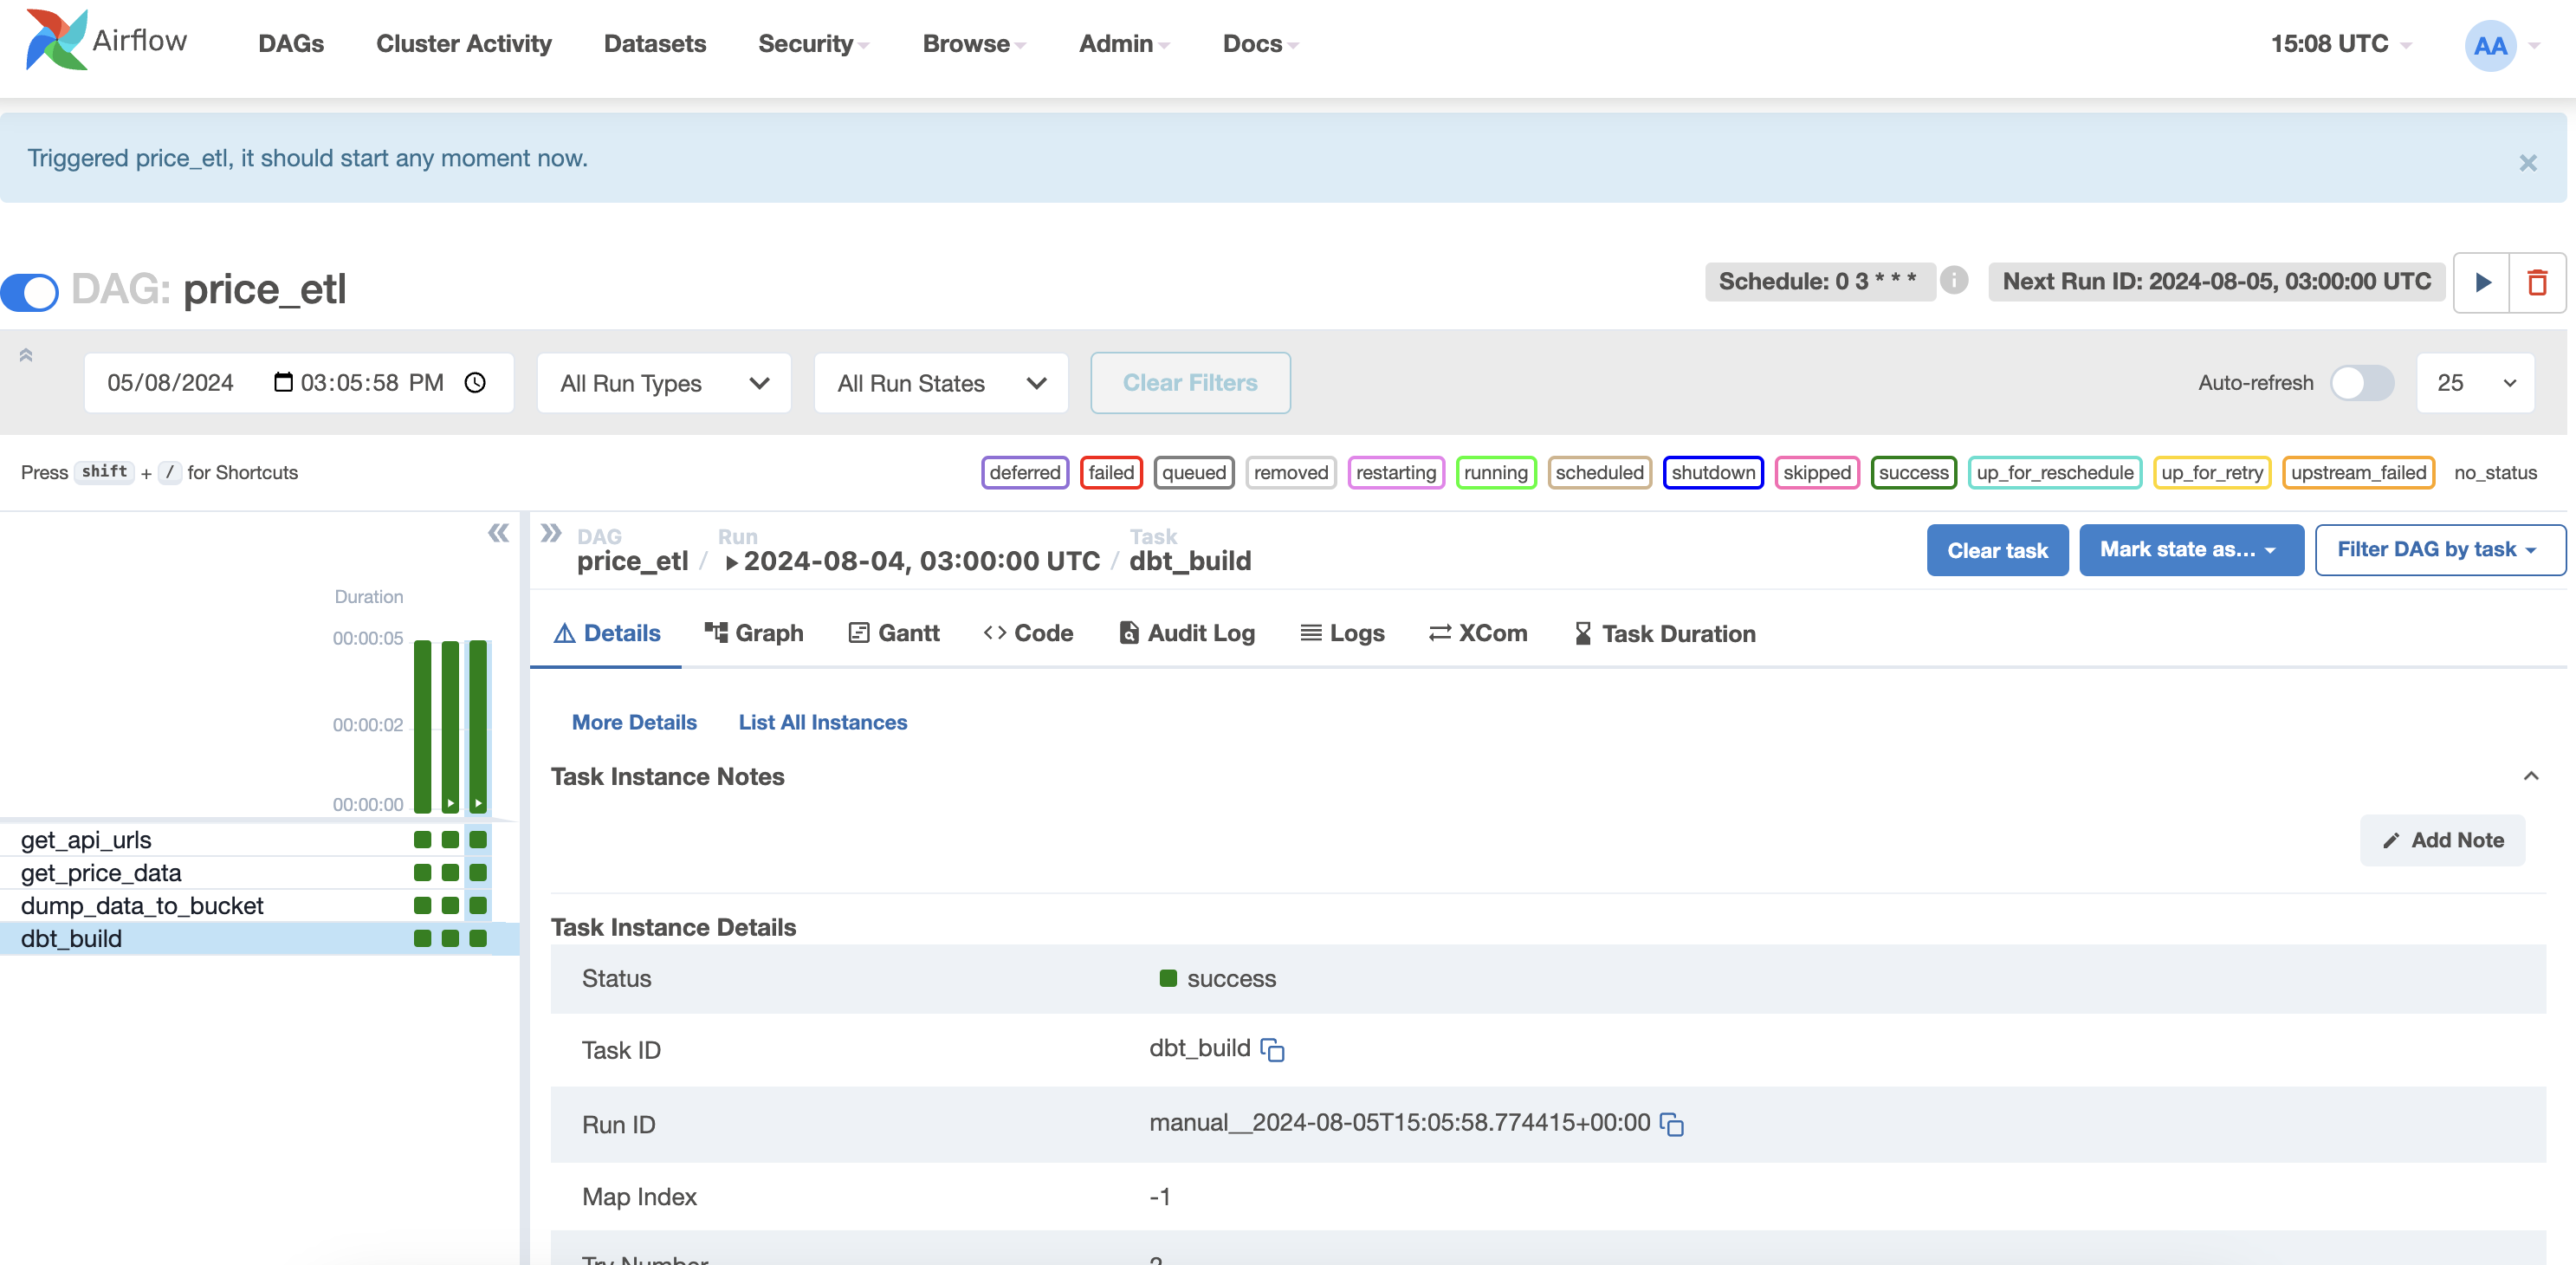 Airflow DAGs Cluster Activity Datasets Security Browse Admin Docs 15:08 UTC AA
Triggered price_etl, it should start any moment now. ×
DAG: price_etl Schedule: 0 3 * * * i Next Run ID: 2024-08-05, 03:00:00 UTC
05/08/2024 03:05:58 PM All Run Types All Run States Clear Filters Auto-refresh 25
Press shift + / for Shortcuts deferred failed queued removed restarting running scheduled shutdown skipped success up_for_reschedule up_for_retry upstream_failed no_status
DAG Run Task
price_etl / 2024-08-04, 03:00:00 UTC / dbt_build Clear task Mark state as... Filter DAG by task
Duration
00:00:05
00:00:02
00:00:00
get_api_urls
get_price_data
dump_data_to_bucket
dbt_build
Details Graph Gantt Code Audit Log Logs XCom Task Duration
More Details List All Instances
Task Instance Notes
Add Note
Task Instance Details
Status success
Task ID dbt_build
Run ID manual__2024-08-05T15:05:58.774415+00:00
Map Index -1
Try Number